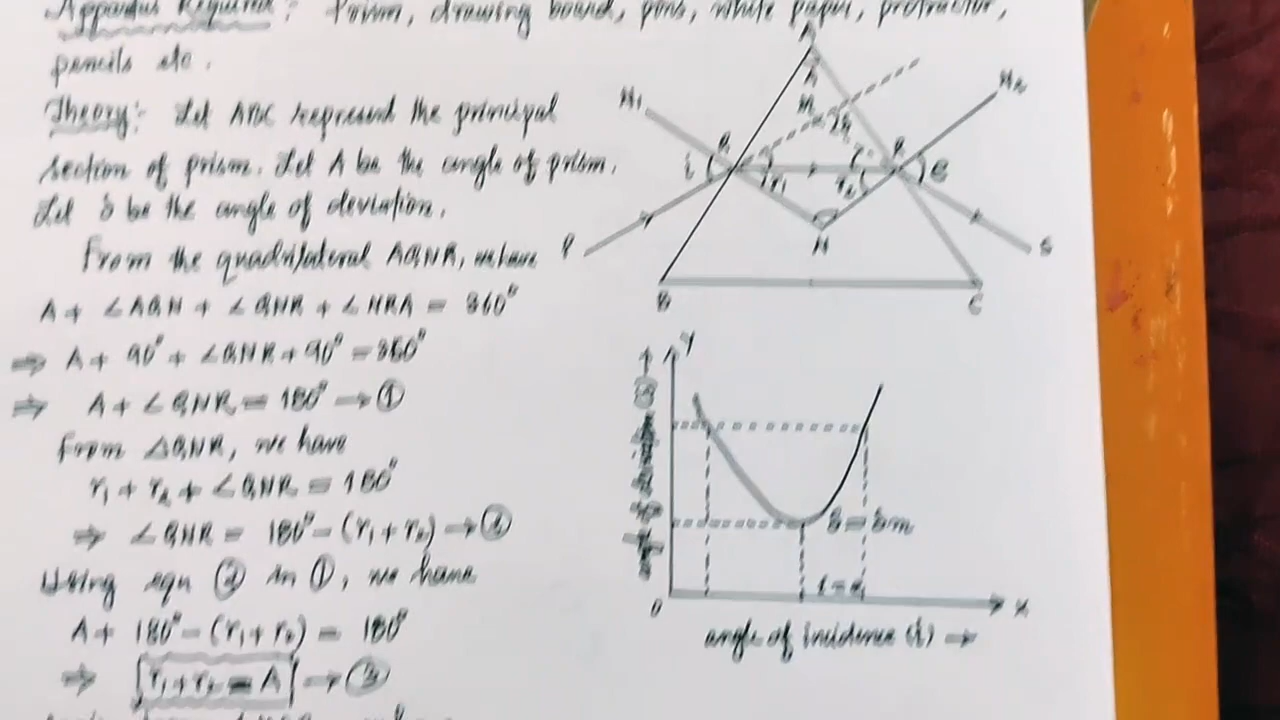 Apparatus Required: Prism, drawing board, pins, white paper, protractor,
pencils etc.
Theory:- Let ABC represent the principal
section of prism. Let A be the angle of prism.
Let δ be the angle of deviation.
From the quadrilateral AQNR, we have
A + ∠AQN + ∠QNR + ∠NRA = 360°
⇒ A + 90° + ∠QNR + 90° = 360°
⇒ A + ∠QNR = 180° → ①
From △QNR, we have
r₁ + r₂ + ∠QNR = 180°
⇒ ∠QNR = 180° - (r₁ + r₂) → ②
Using eqn ② in ①, we have
A + 180° - (r₁ + r₂) = 180°
⇒ r₁ + r₂ = A → ③
A
A
N₁
N₂
M
δ
Q
R
i
r₁
r₂
e
P
N
S
B
C
Y
δ = δm
i = e
O
X
angle of incidence (i) →